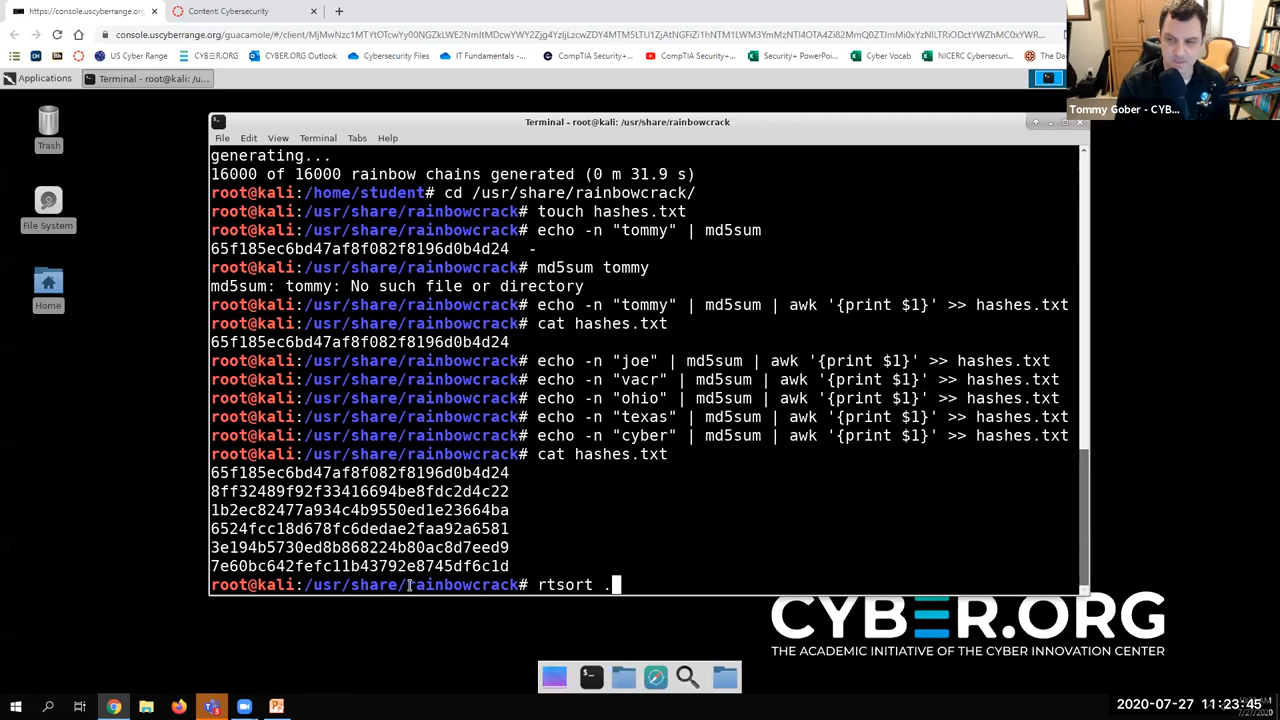 https://console.uscyberrange.org/
Content: Cybersecurity
US Cyber Range
CYBER.ORG
CYBER.ORG Outlook
Cybersecurity Files
IT Fundamentals -...
CompTIA Security+...
CompTIA Security+...
Security+ PowerPoi...
Cyber Vocab
NICERC Cybersecuri...
The Da
Tommy Gober - CYB...
Applications
Terminal - root@kali: /u...
Trash
File System
Home
Terminal - root@kali: /usr/share/rainbowcrack
File Edit View Terminal Tabs Help
generating...
16000 of 16000 rainbow chains generated (0 m 31.9 s)
root@kali:/home/student# cd /usr/share/rainbowcrack/
root@kali:/usr/share/rainbowcrack# touch hashes.txt
root@kali:/usr/share/rainbowcrack# echo -n "tommy" | md5sum
65f185ec6bd47af8f082f8196d0b4d24 -
root@kali:/usr/share/rainbowcrack# md5sum tommy
md5sum: tommy: No such file or directory
root@kali:/usr/share/rainbowcrack# echo -n "tommy" | md5sum | awk '{print $1}' >> hashes.txt
root@kali:/usr/share/rainbowcrack# cat hashes.txt
65f185ec6bd47af8f082f8196d0b4d24
root@kali:/usr/share/rainbowcrack# echo -n "joe" | md5sum | awk '{print $1}' >> hashes.txt
root@kali:/usr/share/rainbowcrack# echo -n "vacr" | md5sum | awk '{print $1}' >> hashes.txt
root@kali:/usr/share/rainbowcrack# echo -n "ohio" | md5sum | awk '{print $1}' >> hashes.txt
root@kali:/usr/share/rainbowcrack# echo -n "texas" | md5sum | awk '{print $1}' >> hashes.txt
root@kali:/usr/share/rainbowcrack# echo -n "cyber" | md5sum | awk '{print $1}' >> hashes.txt
root@kali:/usr/share/rainbowcrack# cat hashes.txt
65f185ec6bd47af8f082f8196d0b4d24
8ff32489f92f33416694be8fdc2d4c22
1b2ec82477a934c4b9550ed1e23664ba
6524fcc18d678fc6dedae2faa92a6581
3e194b5730ed8b868224b80ac8d7eed9
7e60bc642fefc11b43792e8745df6c1d
root@kali:/usr/share/rainbowcrack# rtsort .
CYBER.ORG
THE ACADEMIC INITIATIVE OF THE CYBER INNOVATION CENTER
2020-07-27 11:23:45